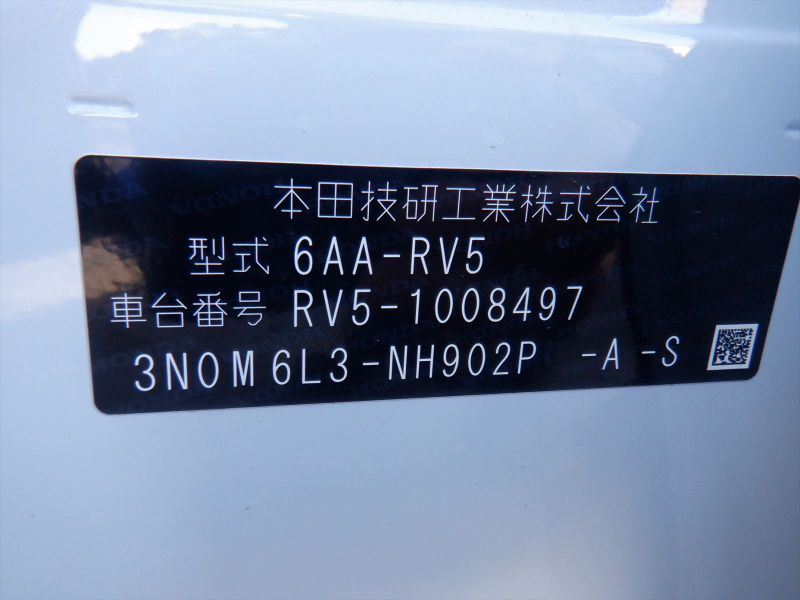 本田技研工業株式会社
型式 6AA-RV5
車台番号 RV5-1008497
3N0M6L3-NH902P -A -S